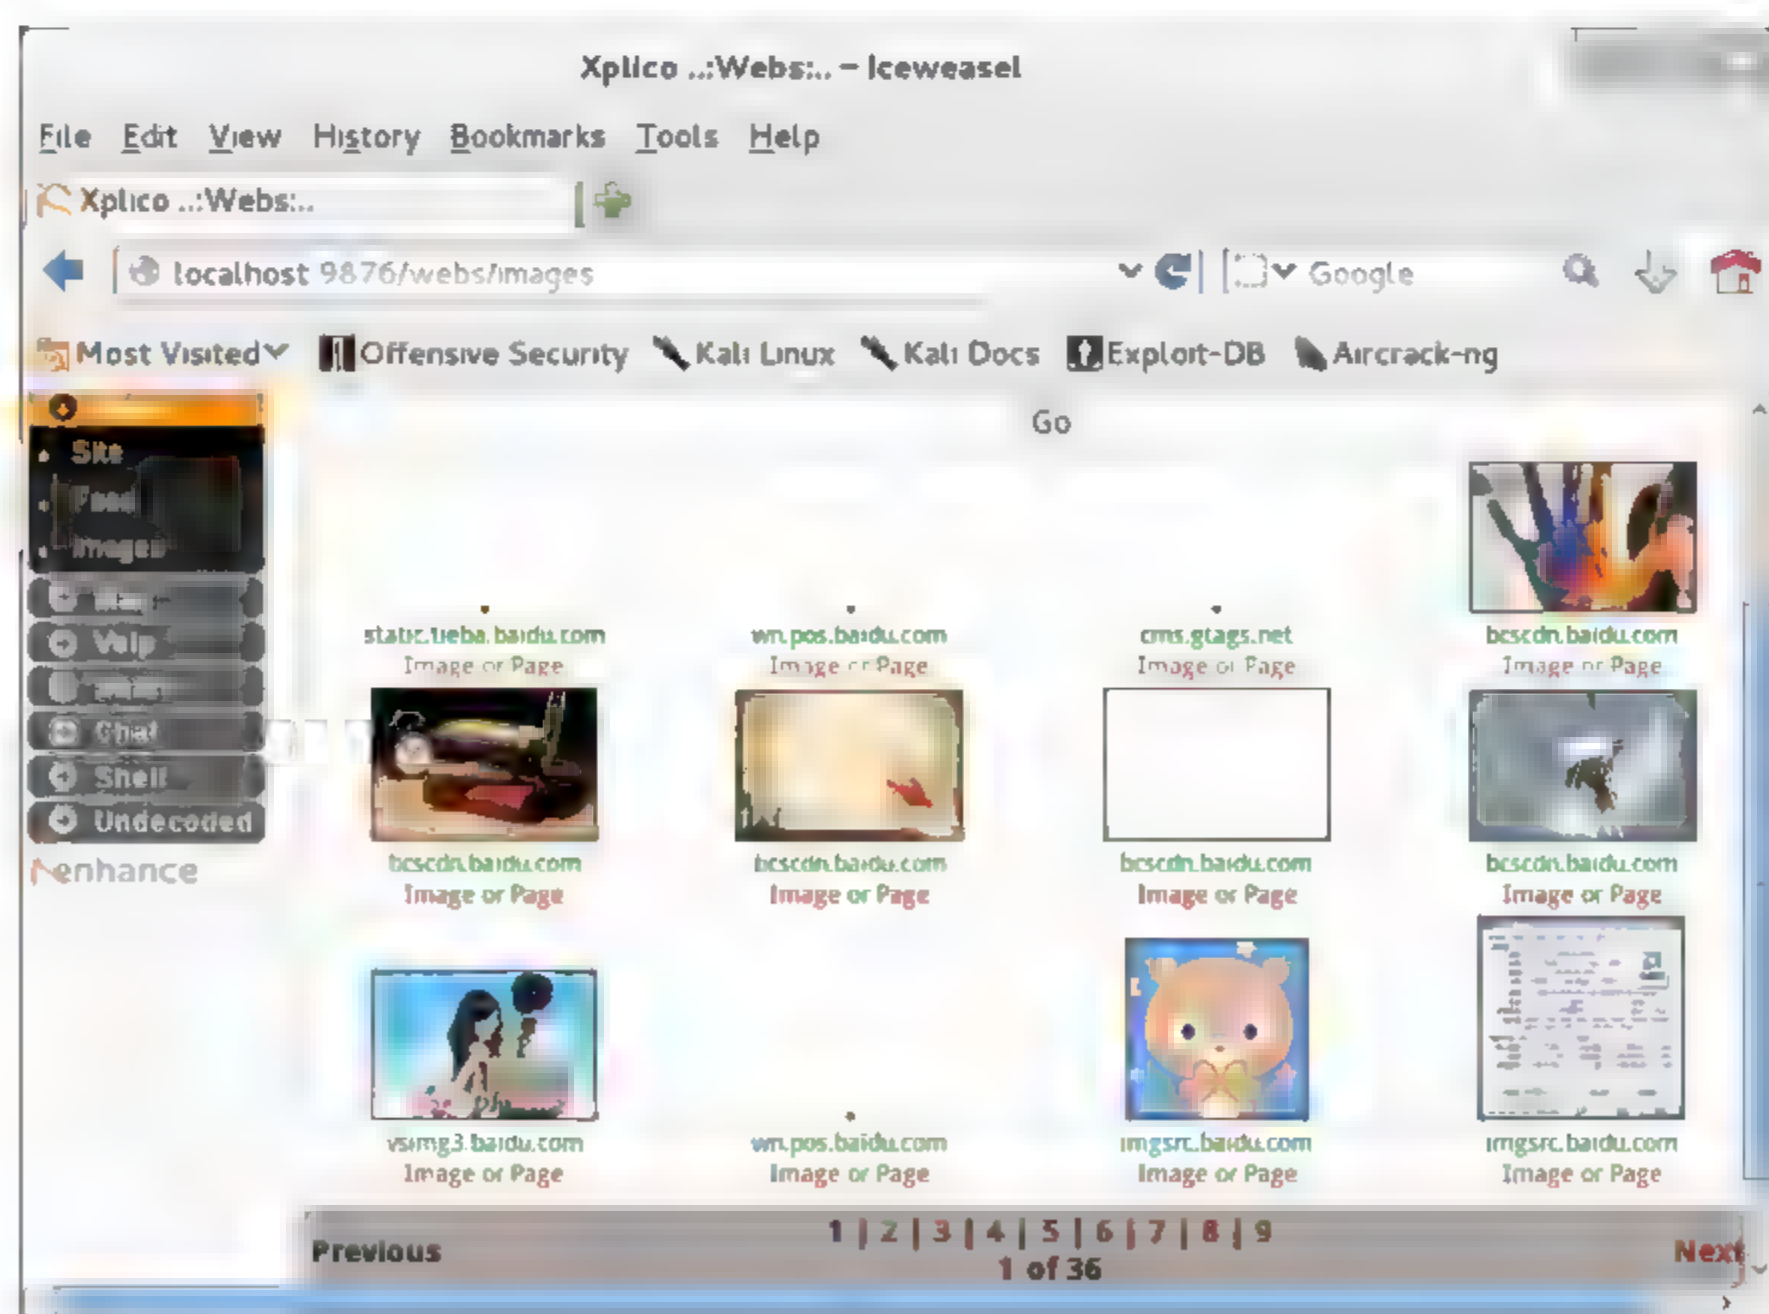 Xplico ..:Webs:.. – Iceweasel
File Edit View History Bookmarks Tools Help
Xplico ..:Webs:..
localhost 9876/webs/images
Google
Most Visited Offensive Security Kali Linux Kali Docs Exploit-DB Aircrack-ng
Go
Site
Images
Voip
Chat
Shell
Undecoded
enhance
static.tieba.baidu.com wn.pos.baidu.com cms.gtags.net bcscdn.baidu.com
Image or Page Image or Page Image or Page Image or Page
bcscdn.baidu.com bcscdn.baidu.com bcscdn.baidu.com bcscdn.baidu.com
Image or Page Image or Page Image or Page Image or Page
vsimg3.baidu.com wn.pos.baidu.com imgsrc.baidu.com imgsrc.baidu.com
Image or Page Image or Page Image or Page Image or Page
1 | 2 | 3 | 4 | 5 | 6 | 7 | 8 | 9
Previous 1 of 36 Next